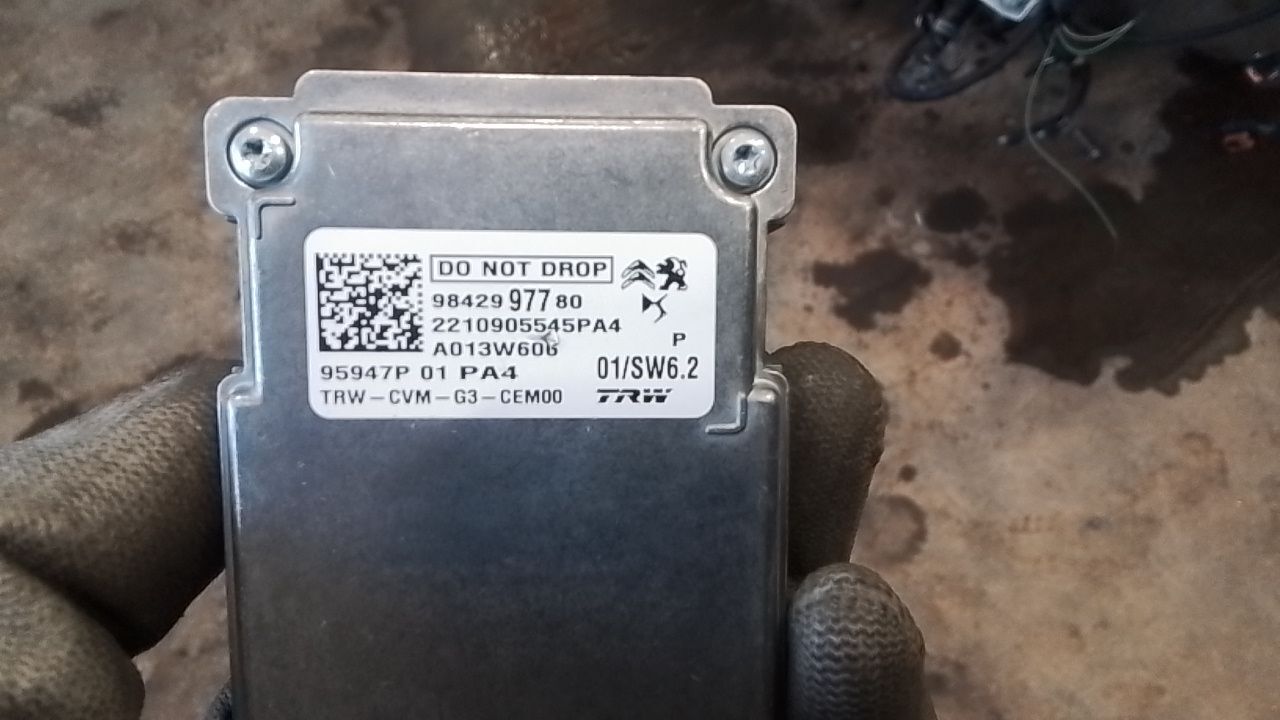 DO NOT DROP
98429 977 80
2210905545PA4
P
A013W606
95947P 01 PA4
01/SW6.2
TRW-CVM-G3-CEM00
TRW